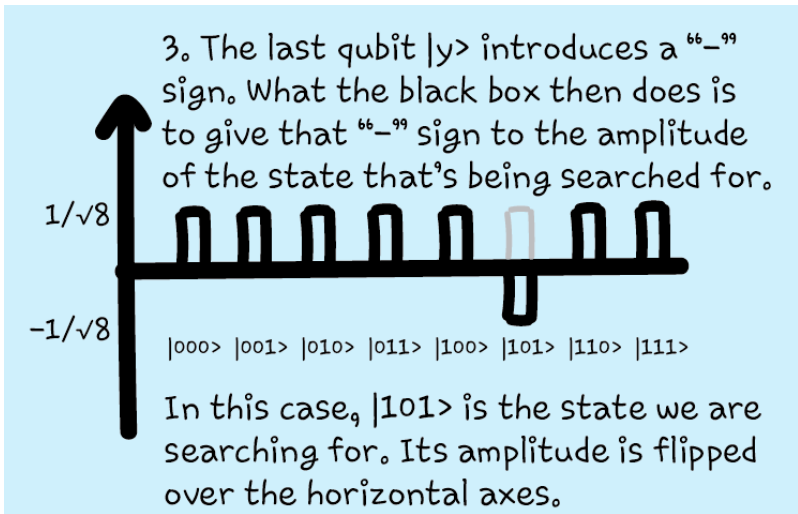 3. The last qubit |y> introduces a “–”
sign. What the black box then does is
to give that “–” sign to the amplitude
of the state that’s being searched for.
1/√8
-1/√8
|000> |001> |010> |011> |100> |101> |110> |111>
In this case, |101> is the state we are
searching for. Its amplitude is flipped
over the horizontal axes.